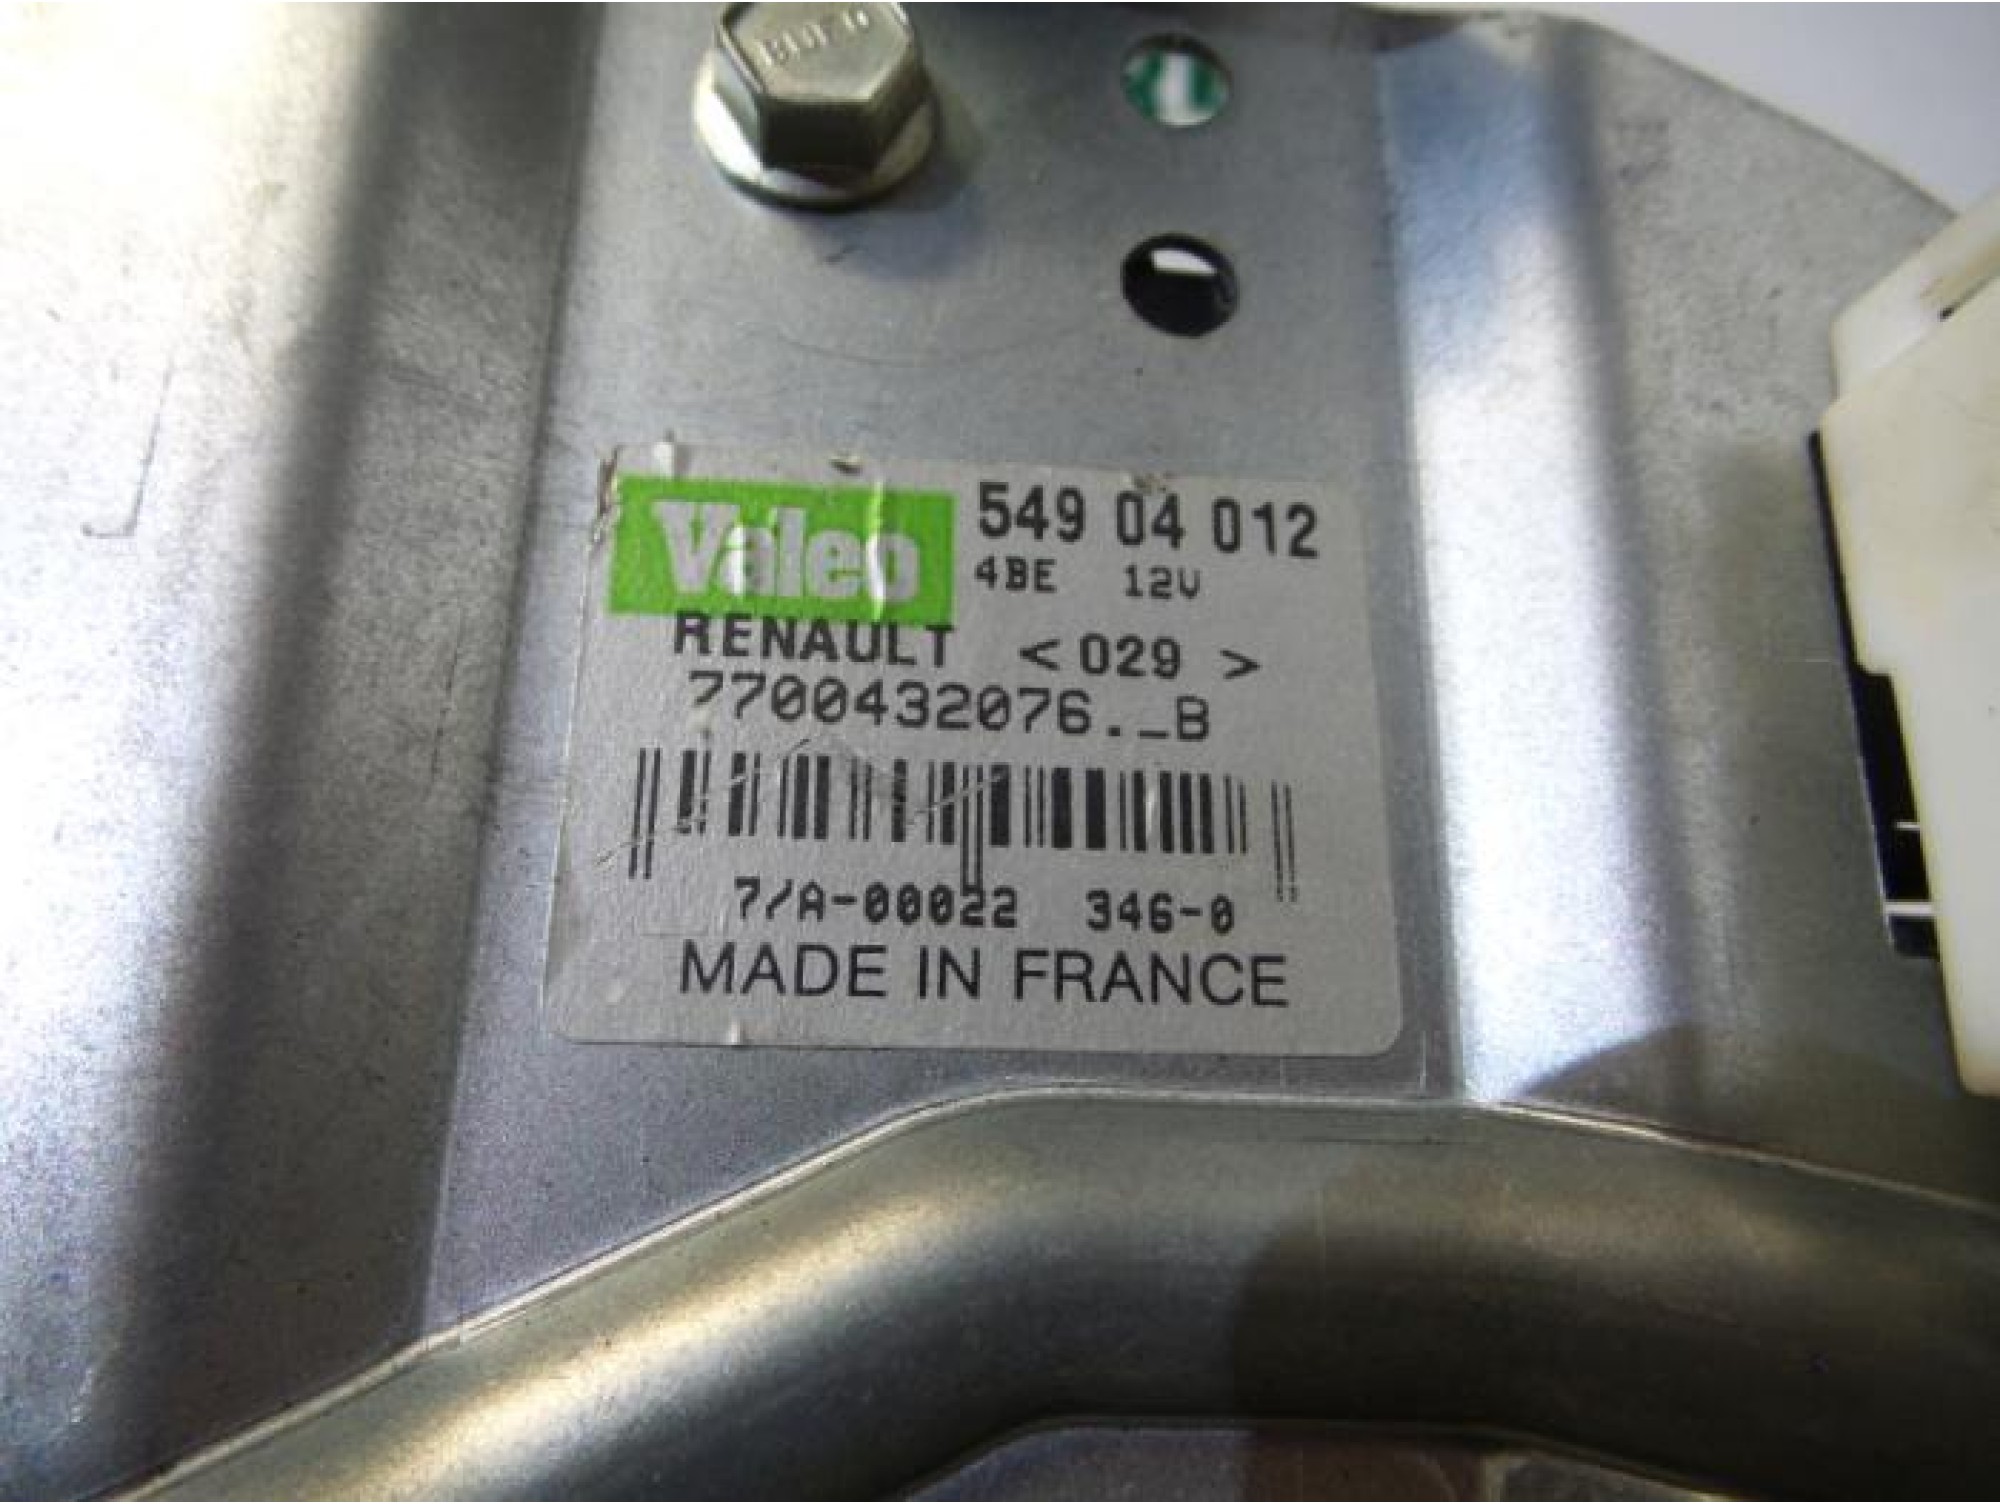 Valeo 549 04 012
4BE 12V
RENAULT <029 >
7700432076._B
7/A-00022 346-0
MADE IN FRANCE